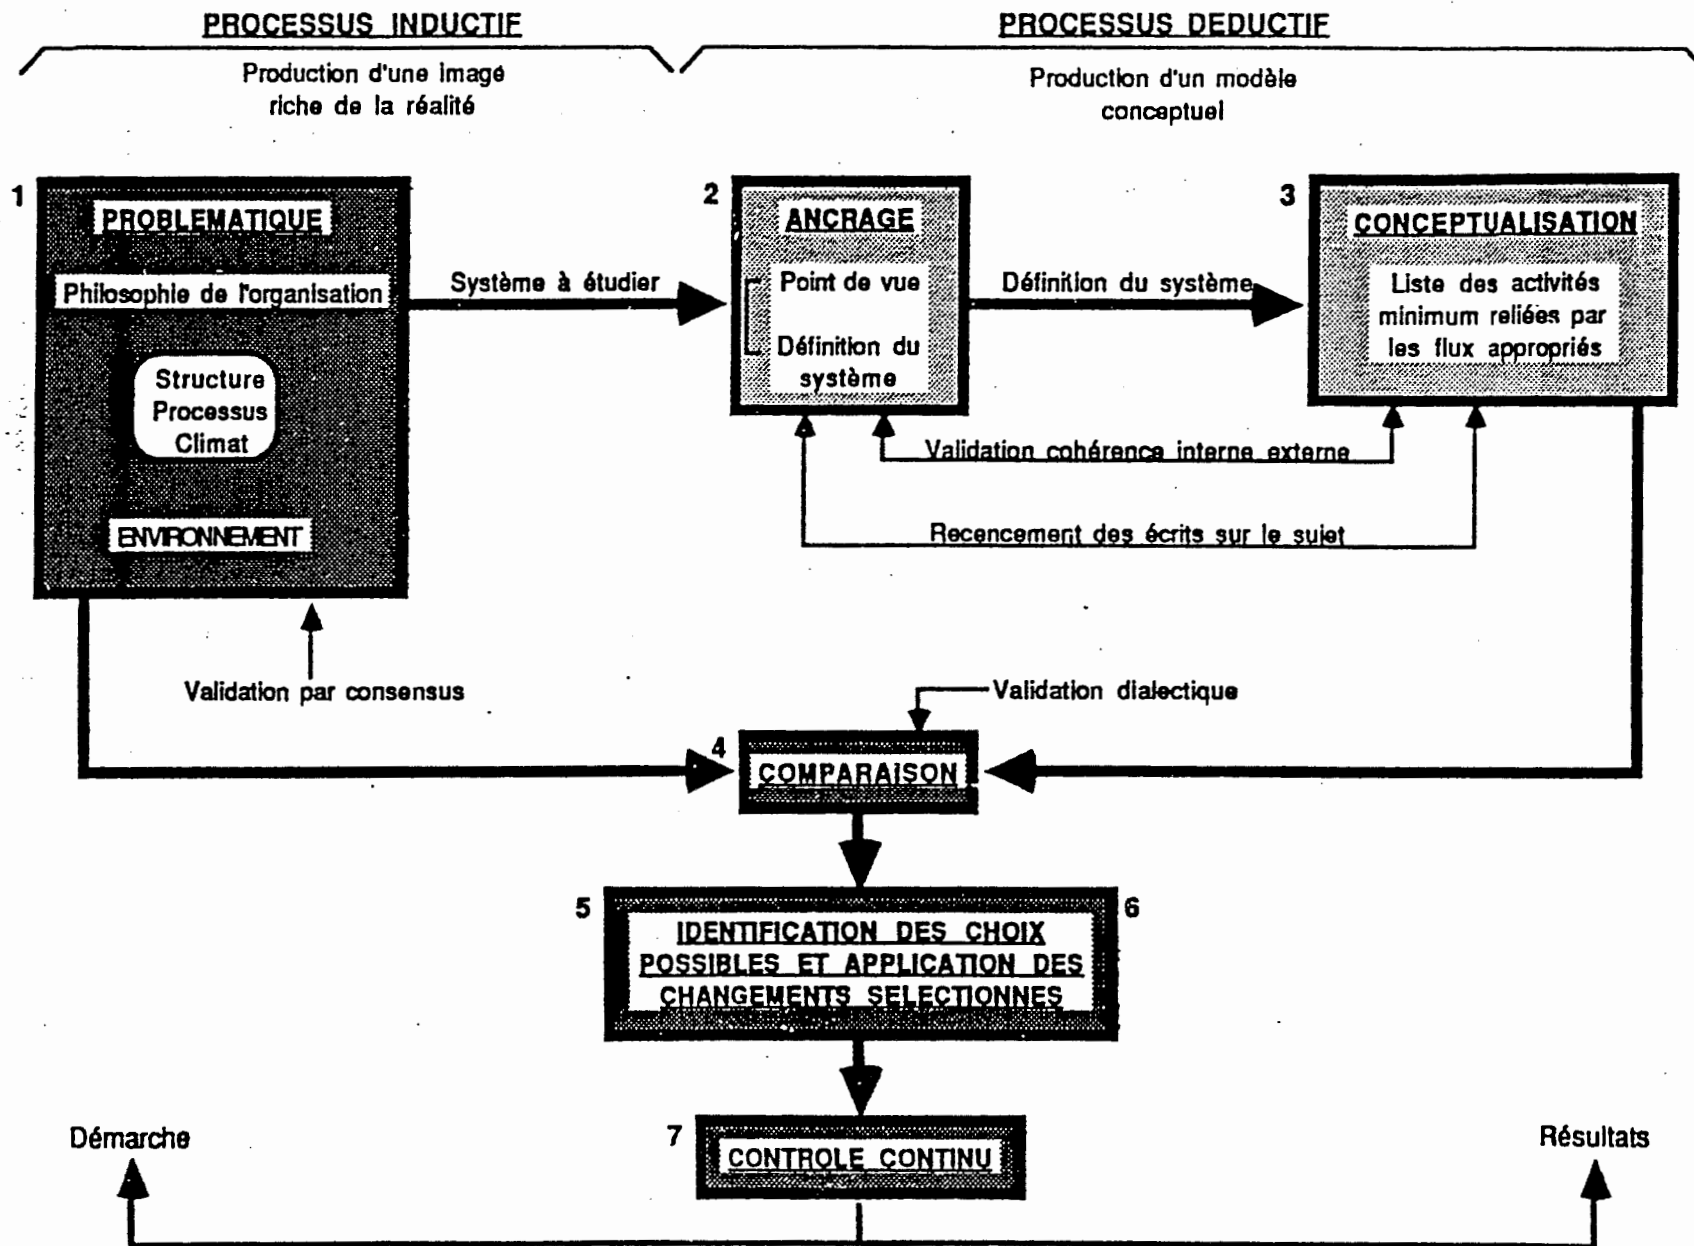 PROCESSUS INDUCTIF
Production d'une image
riche de la réalité
PROCESSUS DEDUCTIF
Production d'un modèle
conceptuel
1
PROBLEMATIQUE
Philosophie de l'organisation
Structure
Processus
Climat
ENVIRONNEMENT
Système à étudier
2
ANCRAGE
Point de vue
Définition du
système
Définition du système
3
CONCEPTUALISATION
Liste des activités
minimum reliées par
les flux appropriés
Validation cohérence interne externe
Recencement des écrits sur le sujet
Validation par consensus
Validation dialectique
4
COMPARAISON
5
6
IDENTIFICATION DES CHOIX
POSSIBLES ET APPLICATION DES
CHANGEMENTS SELECTIONNES
Démarche
7
CONTROLE CONTINU
Résultats